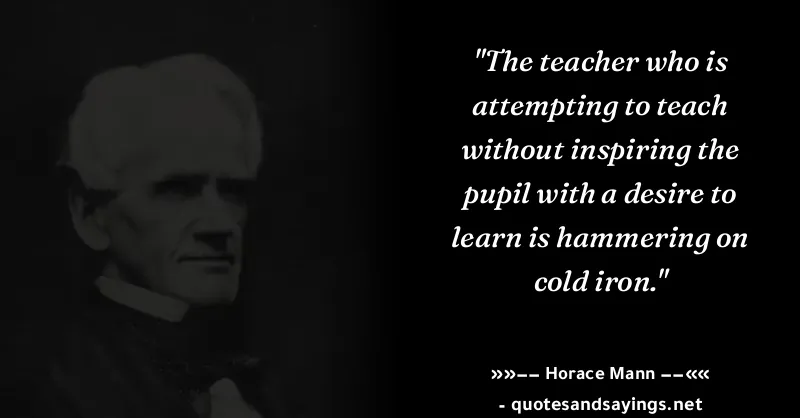 "The teacher who is
attempting to teach
without inspiring the
pupil with a desire to
learn is hammering on
cold iron."
»»−− Horace Mann −−««
- quotesandsayings.net